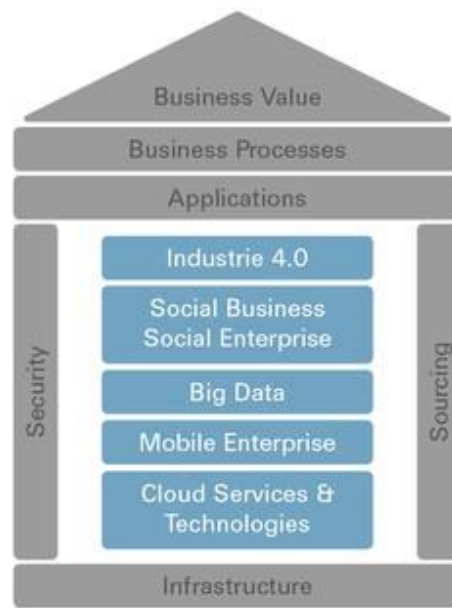 Business Value
Business Processes
Applications
Security
Industrie 4.0
Social Business
Social Enterprise
Big Data
Mobile Enterprise
Cloud Services &
Technologies
Sourcing
Infrastructure